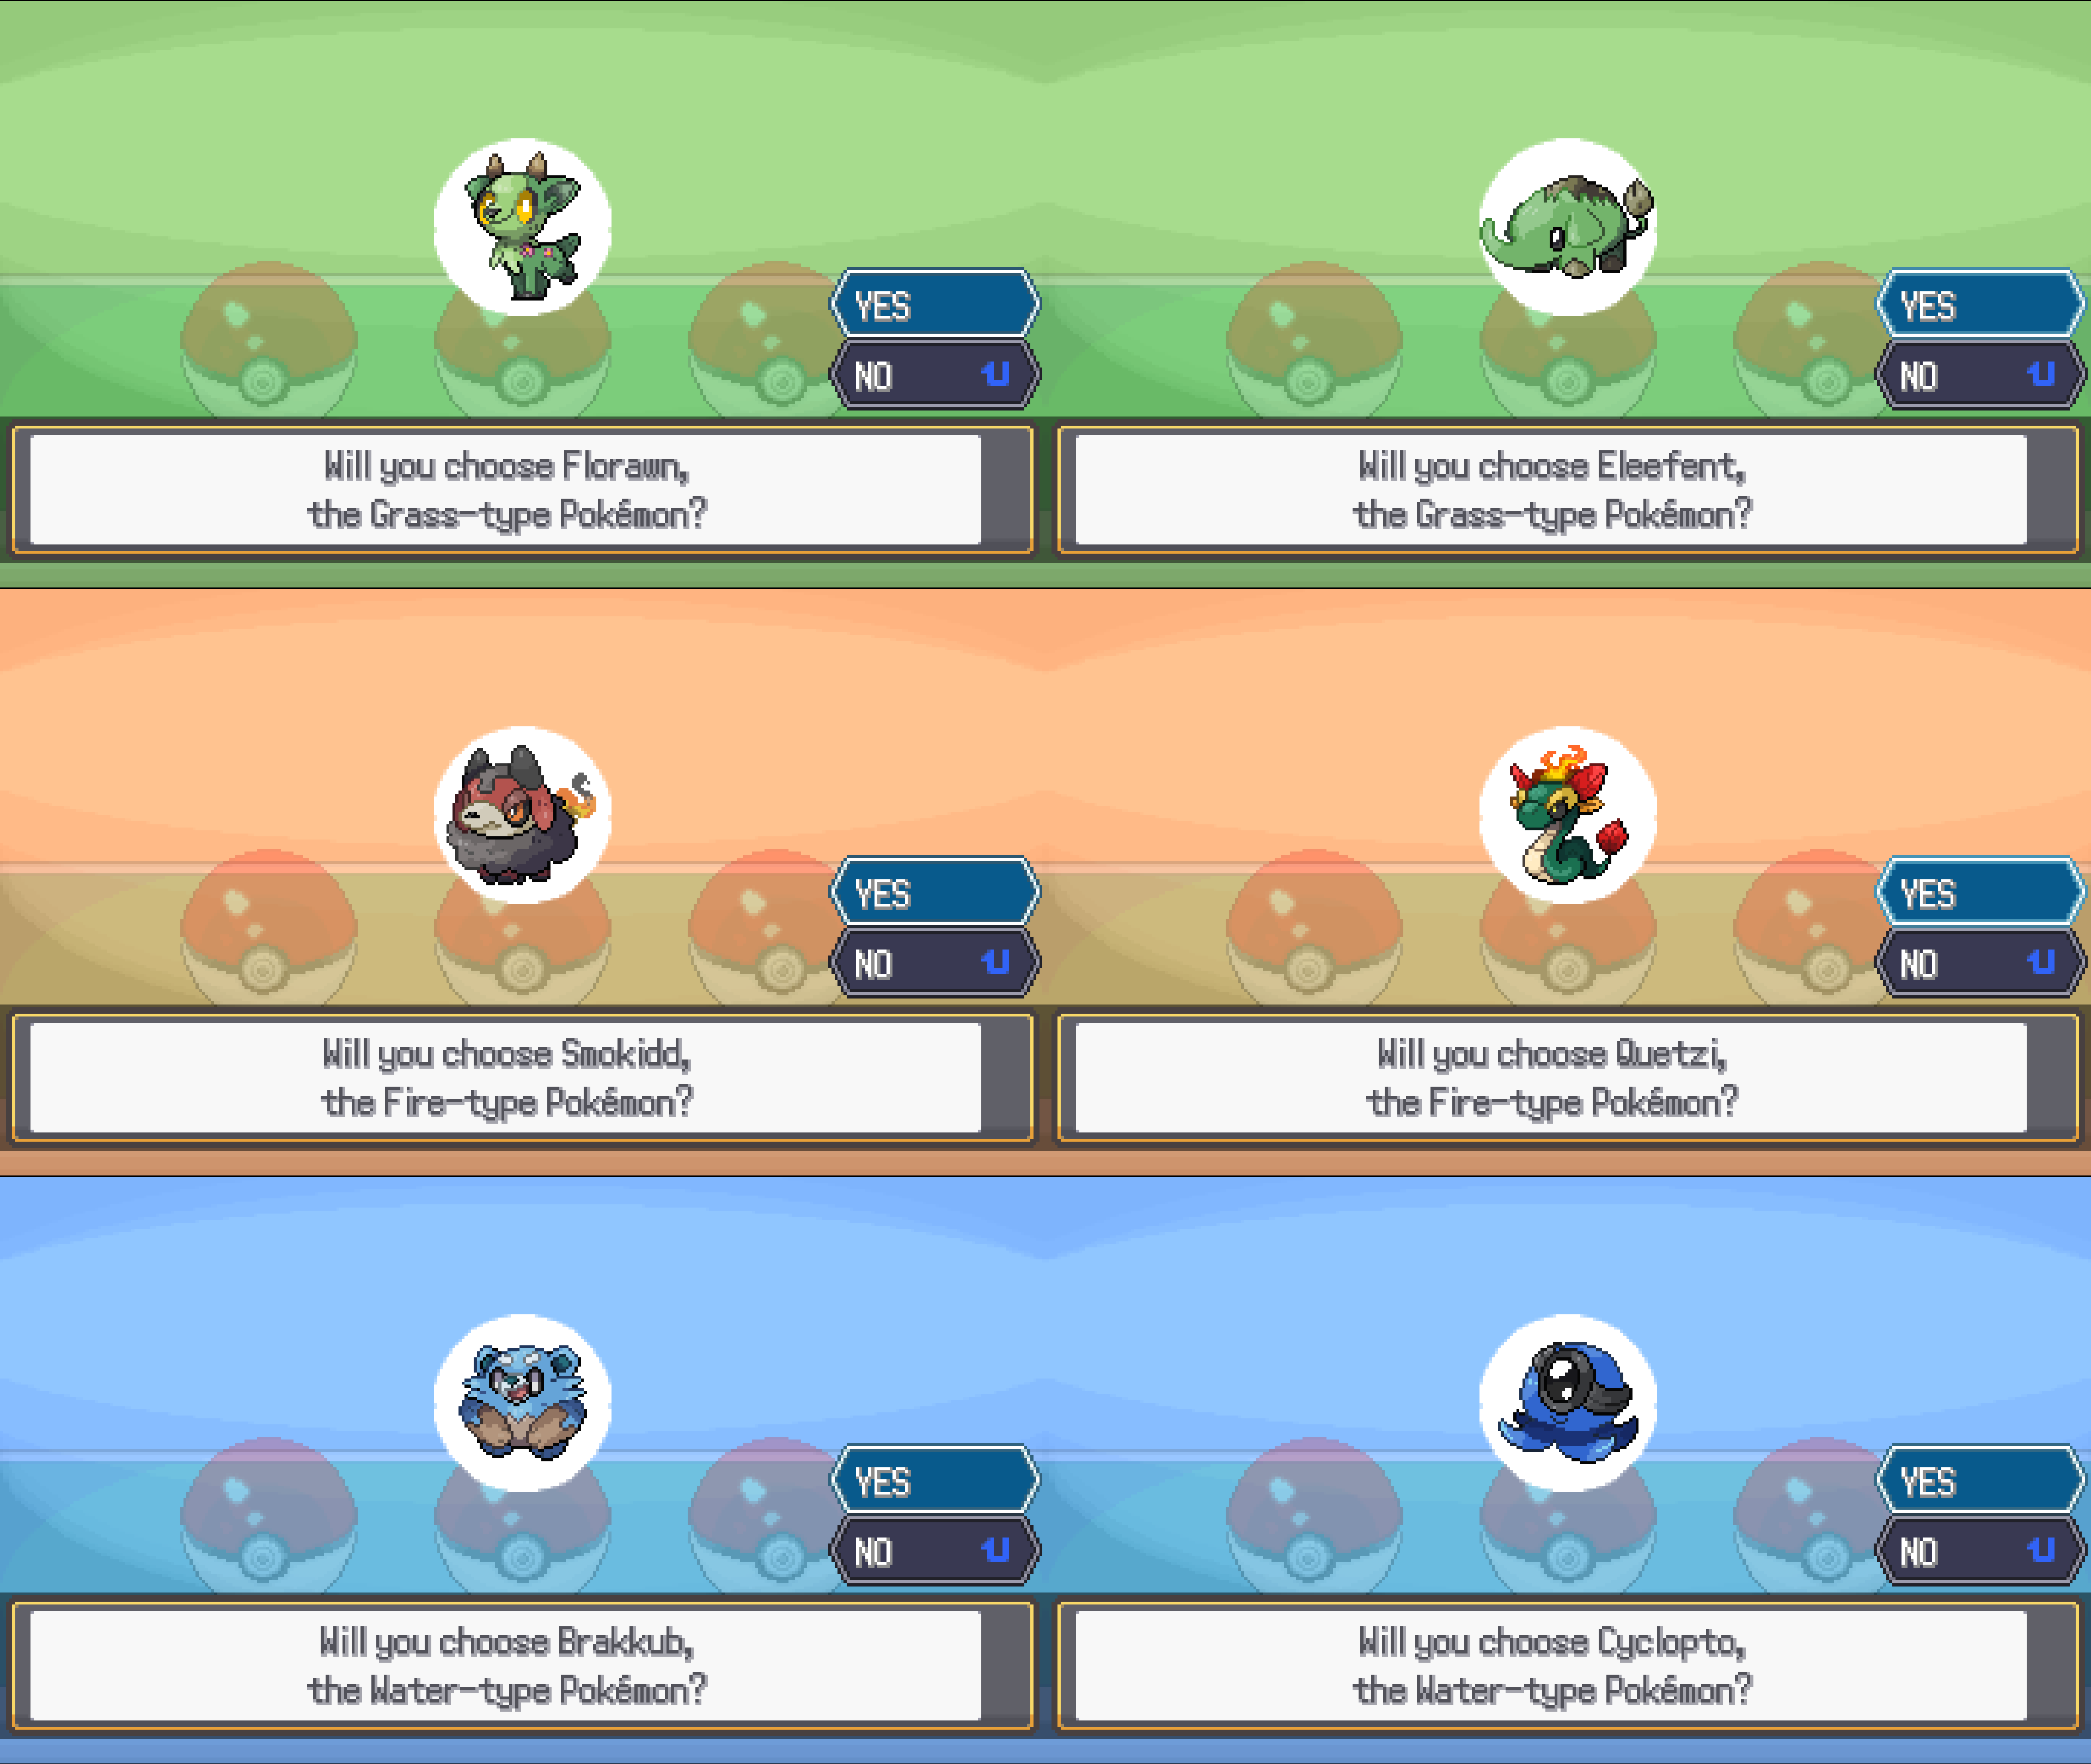 YES
NO
Will you choose Florawn,
the Grass-type Pokémon?
YES
NO
Will you choose Eleefent,
the Grass-type Pokémon?
YES
NO
Will you choose Smokidd,
the Fire-type Pokémon?
YES
NO
Will you choose Quetzi,
the Fire-type Pokémon?
YES
NO
Will you choose Brakkub,
the Water-type Pokémon?
YES
NO
Will you choose Cyclopto,
the Water-type Pokémon?